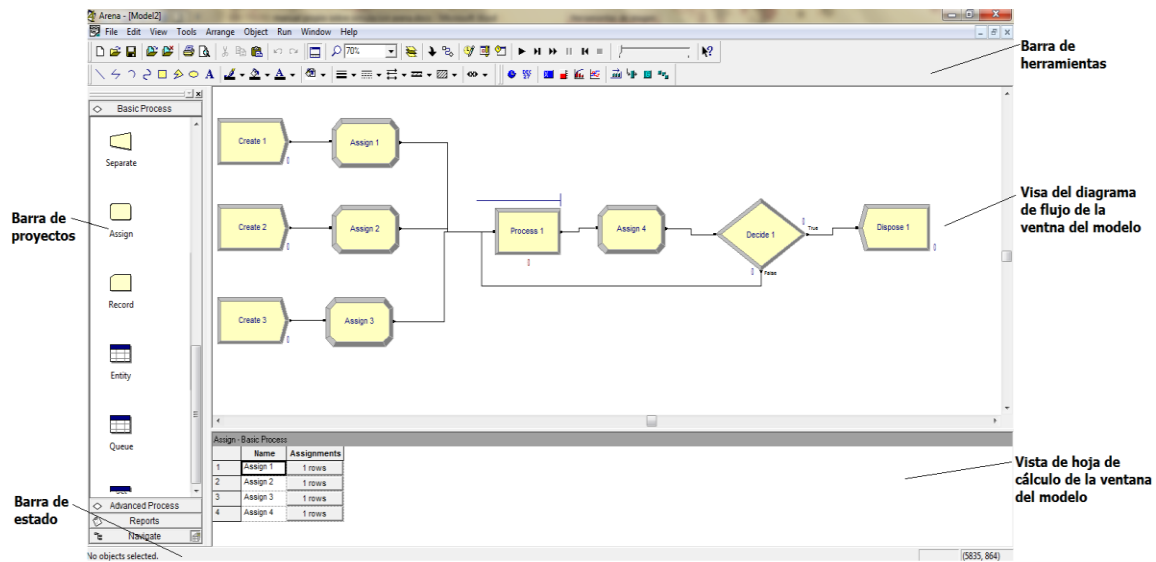 Arena - [Model2]
File Edit View Tools Arrange Object Run Window Help
70%
Barra de
herramientas
Basic Process
Separate
Assign
Record
Entity
Queue
Advanced Process
Reports
Navigate
Barra de
proyectos
Create 1
Assign 1
Create 2
Assign 2
Process 1
Assign 4
Decide 1
True
False
Dispose 1
Create 3
Assign 3
Visa del diagrama
de flujo de la
ventna del modelo
Assign - Basic Process
Name Assignments
1 Assign 1 1 rows
2 Assign 2 1 rows
3 Assign 3 1 rows
4 Assign 4 1 rows
Vista de hoja de
cálculo de la ventana
del modelo
Barra de
estado
No objects selected.
(5835, 864)